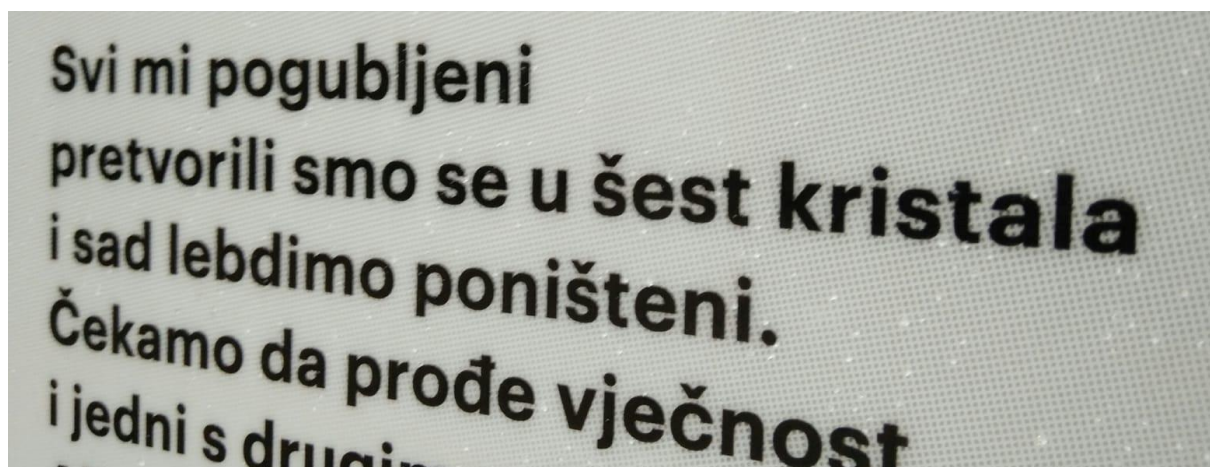 Svi mi pogubljeni
pretvorili smo se u šest kristala
i sad lebdimo poništeni.
Čekamo da prođe vječnost
i jedni s